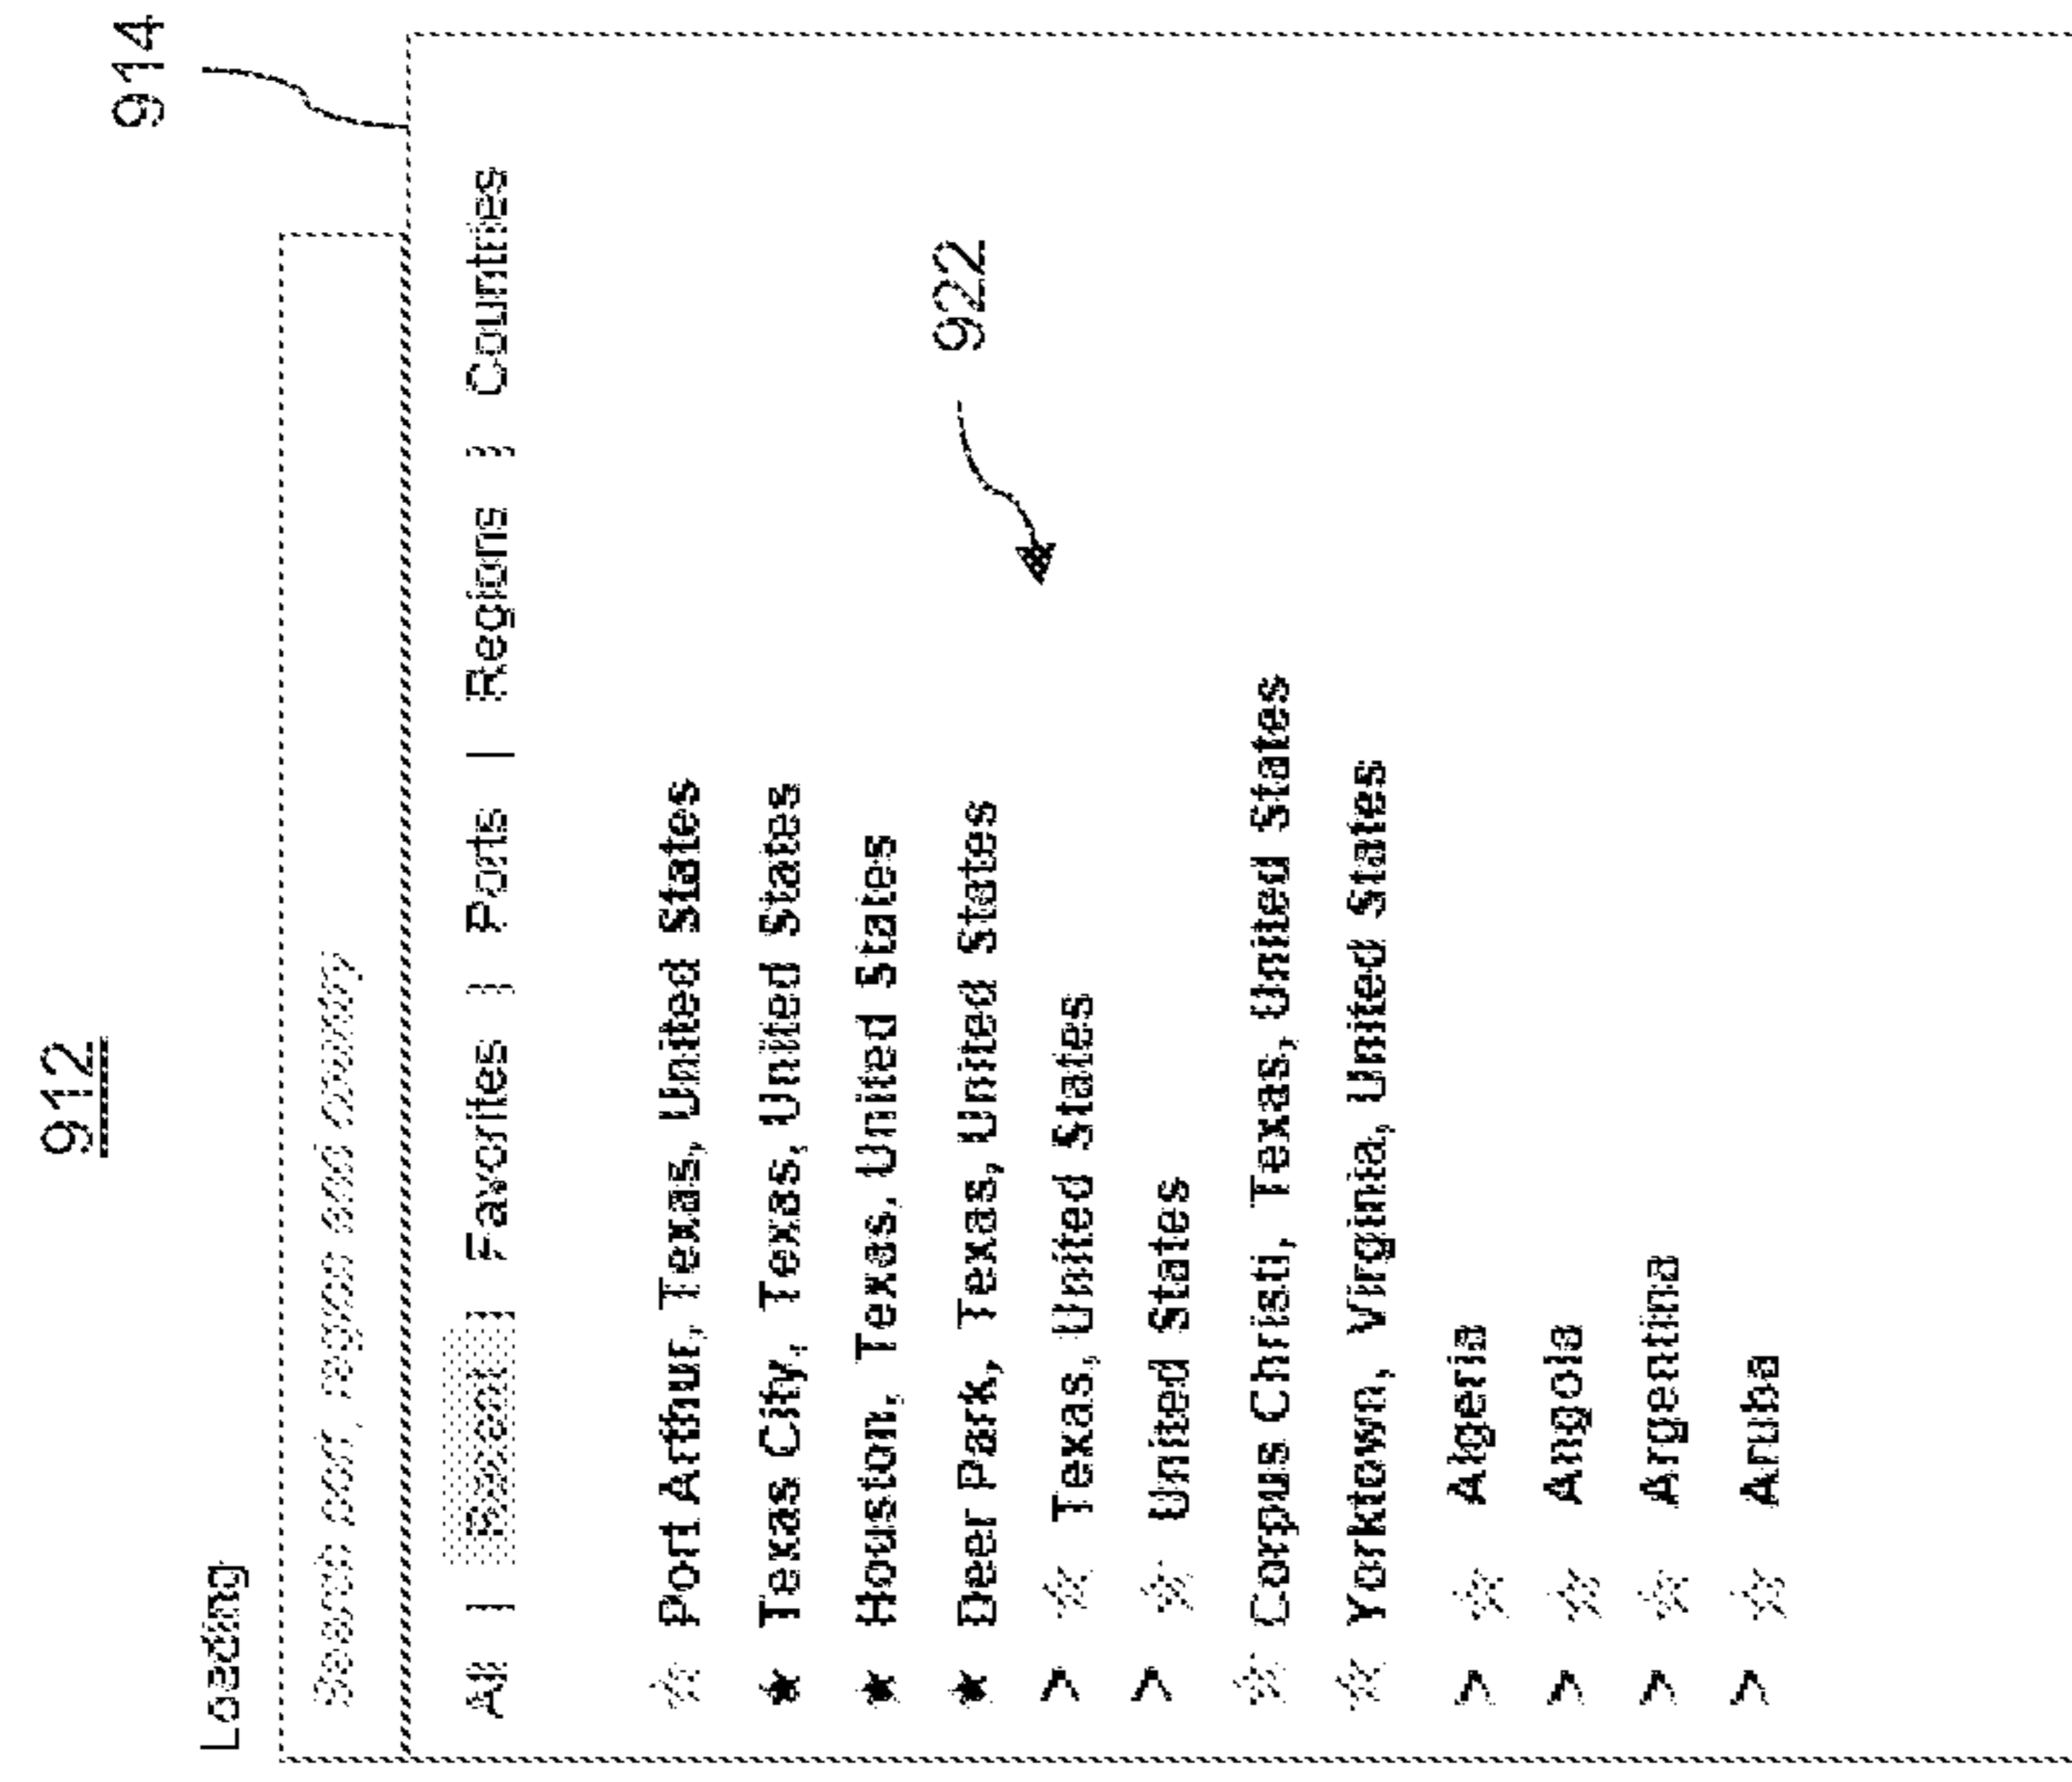 912
914
Loading
Search port, region and country
All | Recent | Favorites | Ports | Regions | Countries
☆ Port Arthur, Texas, United States
★ Texas City, Texas, United States
★ Houston, Texas, United States
★ Deer Park, Texas, United States
> ☆ Texas, United States
> ☆ United States
☆ Corpus Christi, Texas, United States
☆ Yorktown, Virginia, United States
> ☆ Algeria
> ☆ Angola
> ☆ Argentina
> ☆ Aruba
922